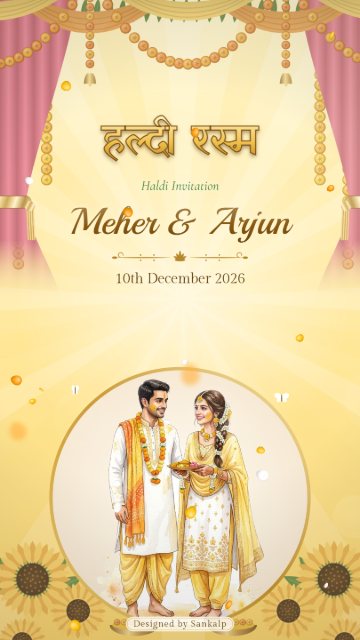 हल्दी रस्म
Haldi Invitation
Meher & Arjun
10th December 2026
Designed by Sankalp